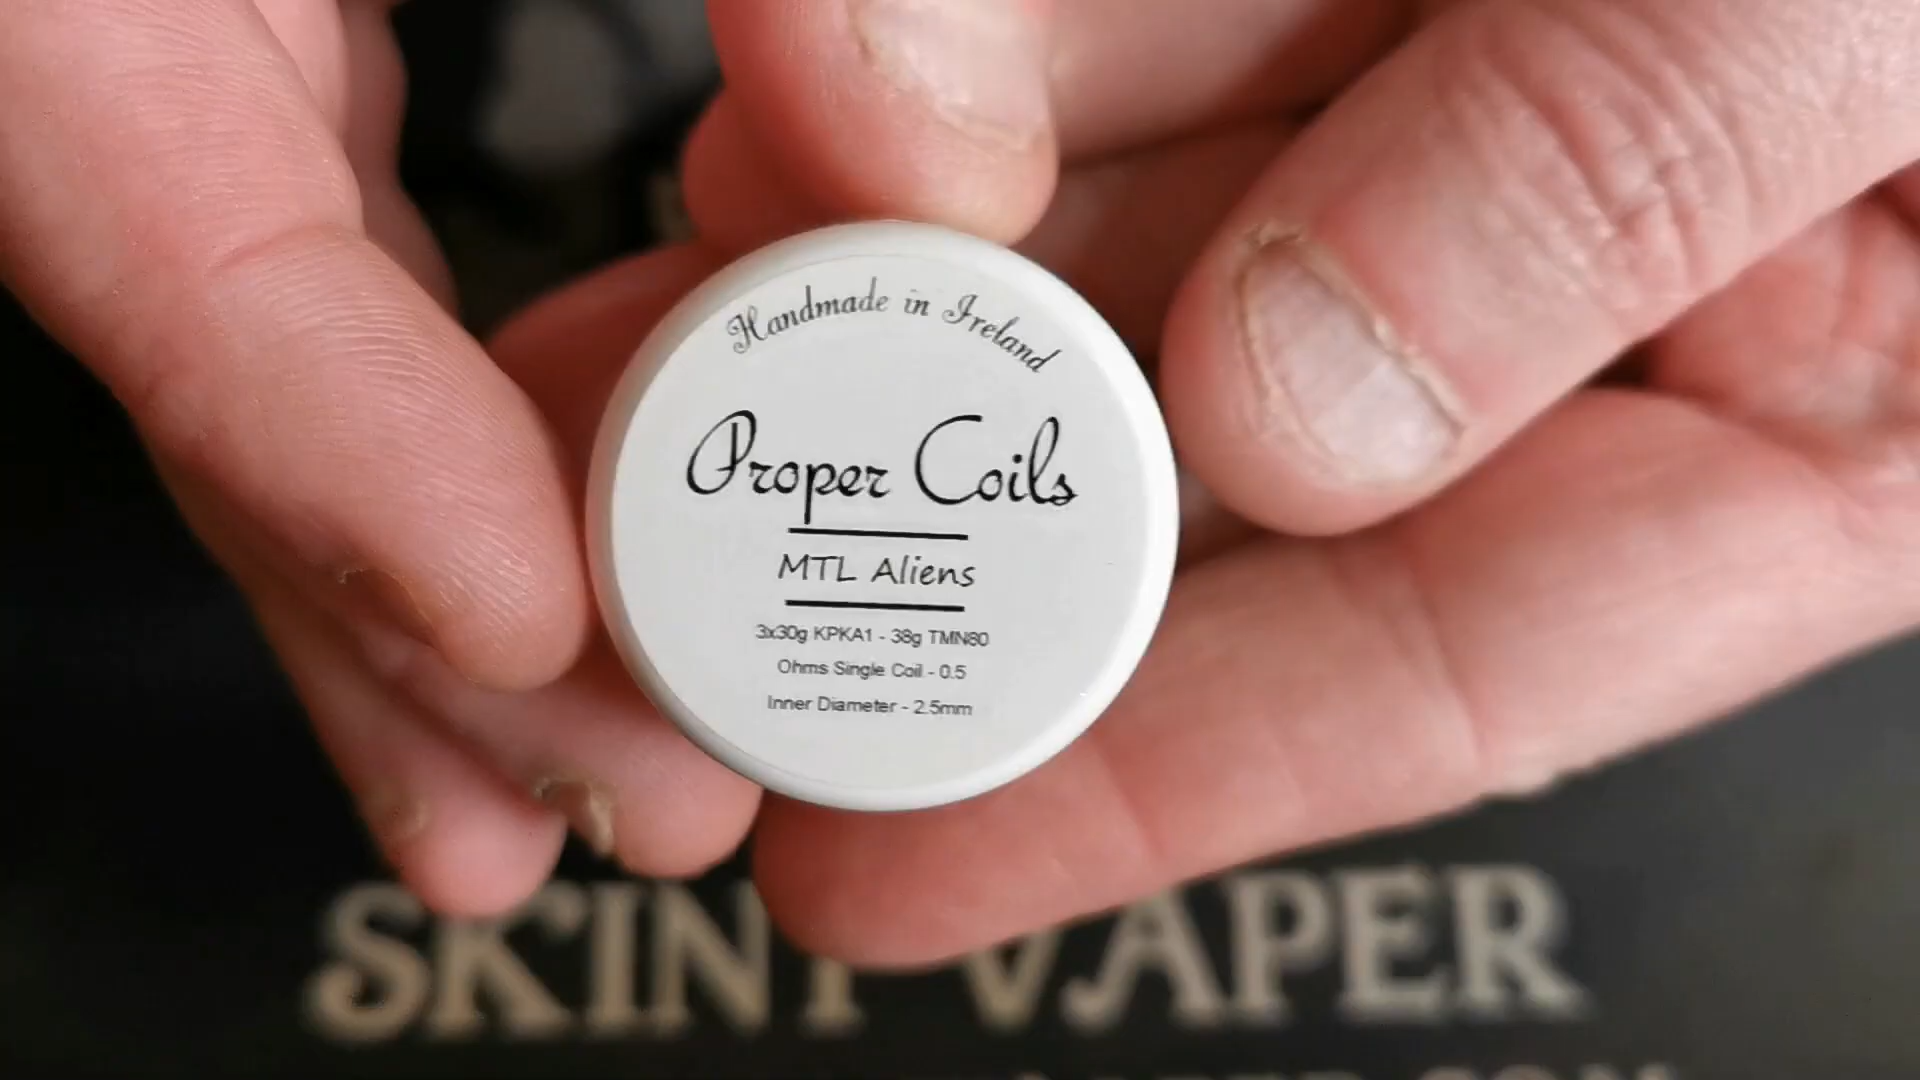 Handmade in Ireland
Proper Coils
MTL Aliens
3x30g KPKA1 - 38g TMN80
Ohms Single Coil - 0.5
Inner Diameter - 2.5mm
SKINT VAPER